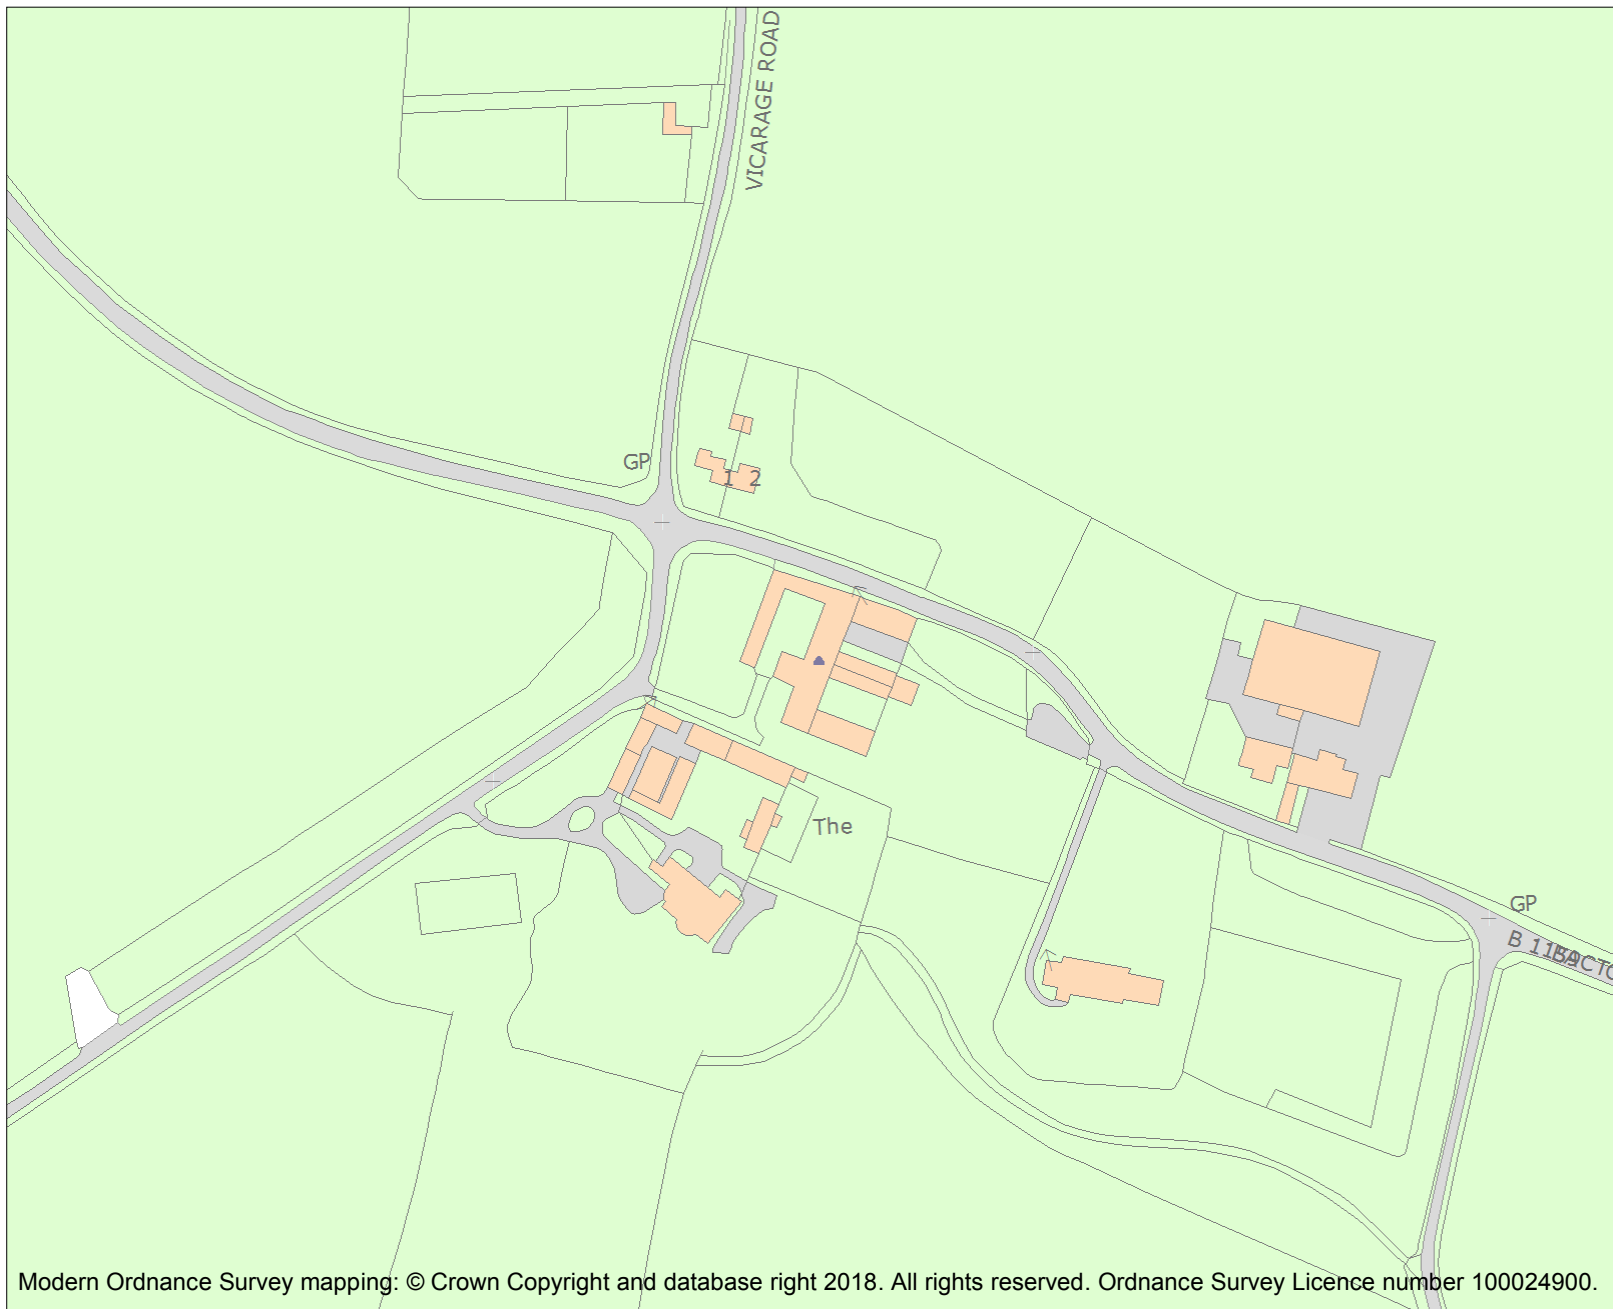 VICARAGE ROAD
GP
1 2
The
GP
B 1159
Modern Ordnance Survey mapping: © Crown Copyright and database right 2018. All rights reserved. Ordnance Survey Licence number 100024900.